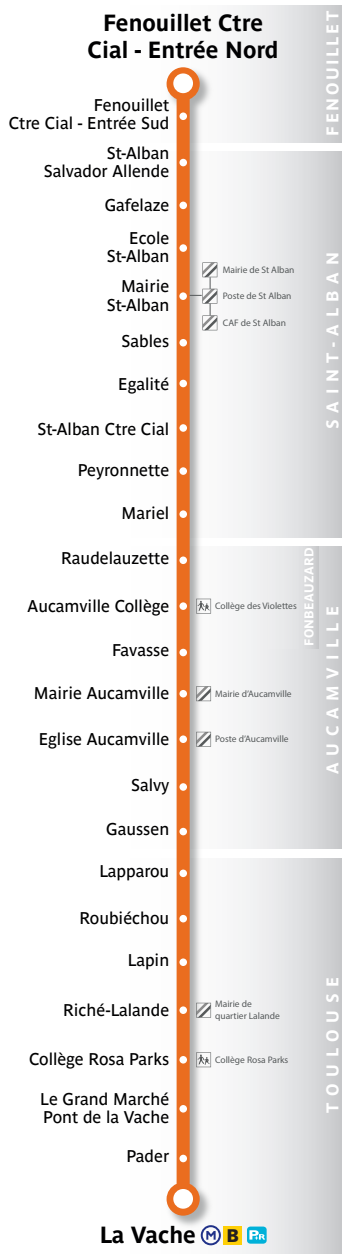 Fenouillet Ctre
Cial - Entrée Nord
FENOUILLET
Fenouillet
Ctre Cial - Entrée Sud
St-Alban
Salvador Allende
SAINT-ALBAN
Gafelaze
Ecole
St-Alban
Mairie
St-Alban
Mairie de St Alban
Poste de St Alban
CAF de St Alban
Sables
Egalité
St-Alban Ctre Cial
Peyronnette
Mariel
Raudelauzette
FONBEAUZARD
AUCAMVILLE
Aucamville Collège
Collège des Violettes
Favasse
Mairie Aucamville
Mairie d'Aucamville
Eglise Aucamville
Poste d'Aucamville
Salvy
Gaussen
Lapparou
TOULOUSE
Roubiéchou
Lapin
Riché-Lalande
Mairie de
quartier Lalande
Collège Rosa Parks
Collège Rosa Parks
Le Grand Marché
Pont de la Vache
Pader
La Vache M B P+R